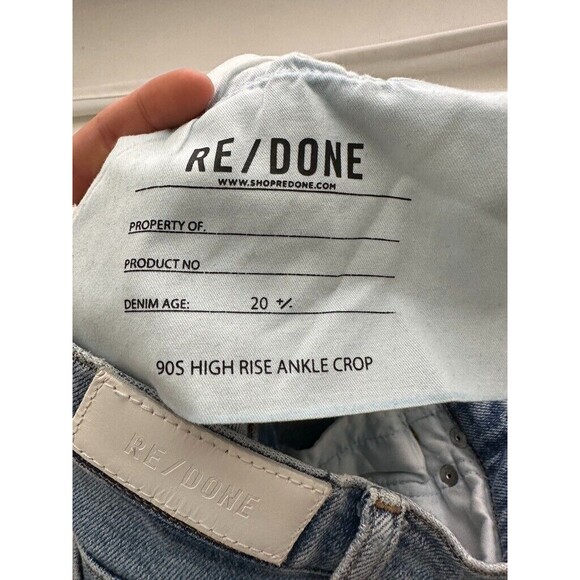 RE/DONE
WWW.SHOPREDONE.COM
PROPERTY OF.
PRODUCT NO
DENIM AGE: 20 +/-
90S HIGH RISE ANKLE CROP
RE/DONE